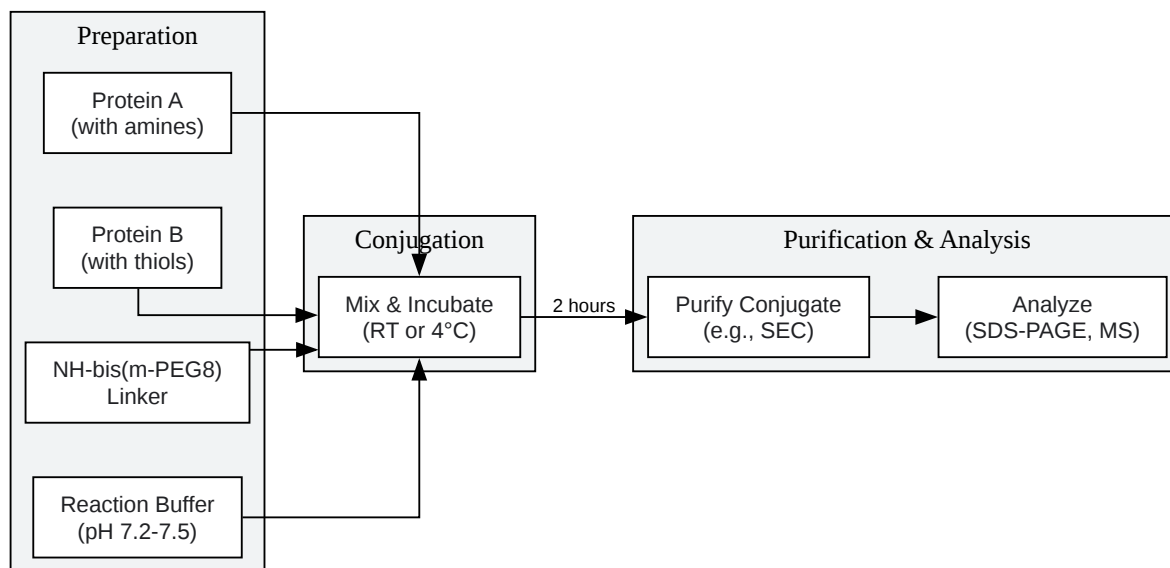 Preparation
Protein A
(with amines)
Protein B
(with thiols)
NH-bis(m-PEG8)
Linker
Reaction Buffer
(pH 7.2-7.5)
Conjugation
Mix & Incubate
(RT or 4°C)
2 hours
Purification & Analysis
Purify Conjugate
(e.g., SEC)
Analyze
(SDS-PAGE, MS)